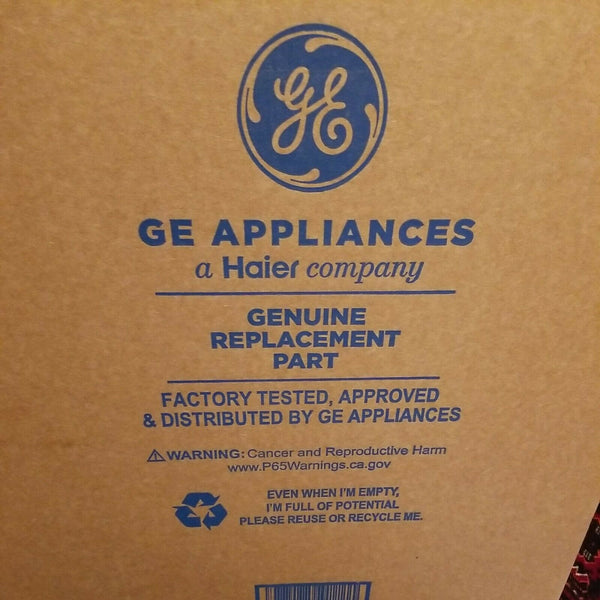 GE
GE APPLIANCES
a Haier company
GENUINE
REPLACEMENT
PART
FACTORY TESTED, APPROVED
& DISTRIBUTED BY GE APPLIANCES
⚠ WARNING: Cancer and Reproductive Harm
www.P65Warnings.ca.gov
EVEN WHEN I'M EMPTY,
I'M FULL OF POTENTIAL
PLEASE REUSE OR RECYCLE ME.